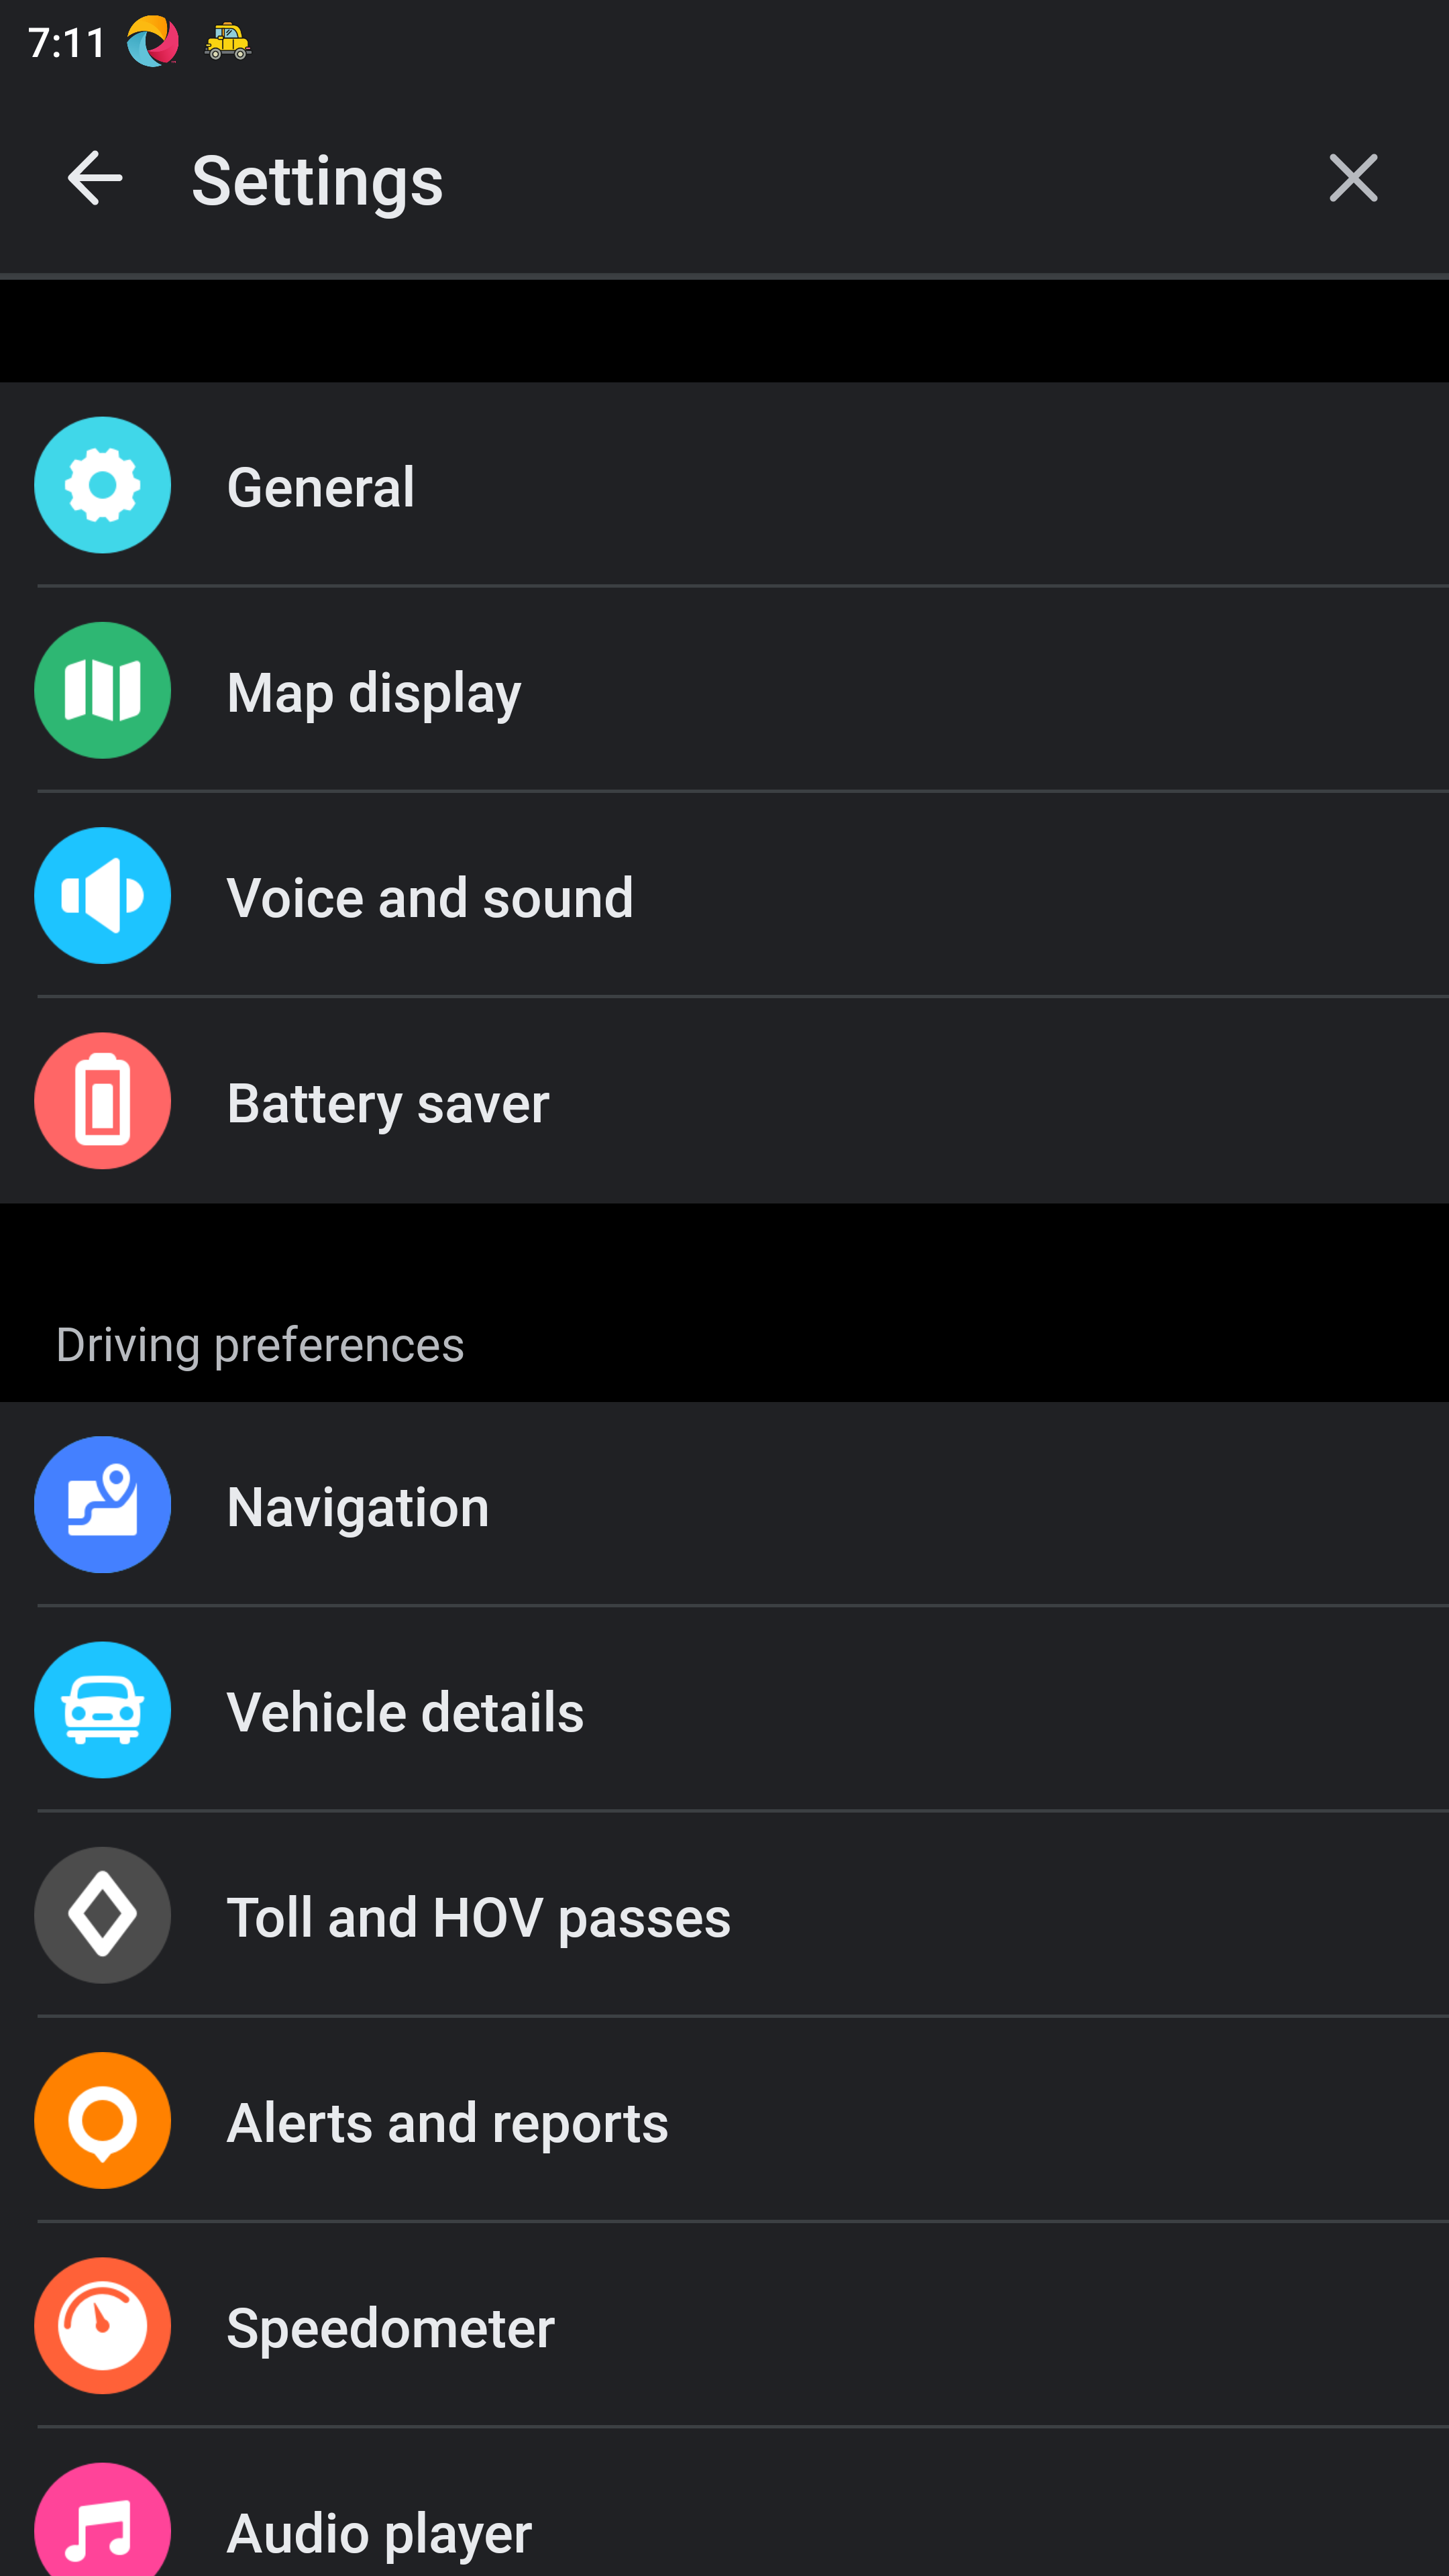 7:11
Settings
General
Map display
Voice and sound
Battery saver
Driving preferences
Navigation
Vehicle details
Toll and HOV passes
Alerts and reports
Speedometer
Audio player